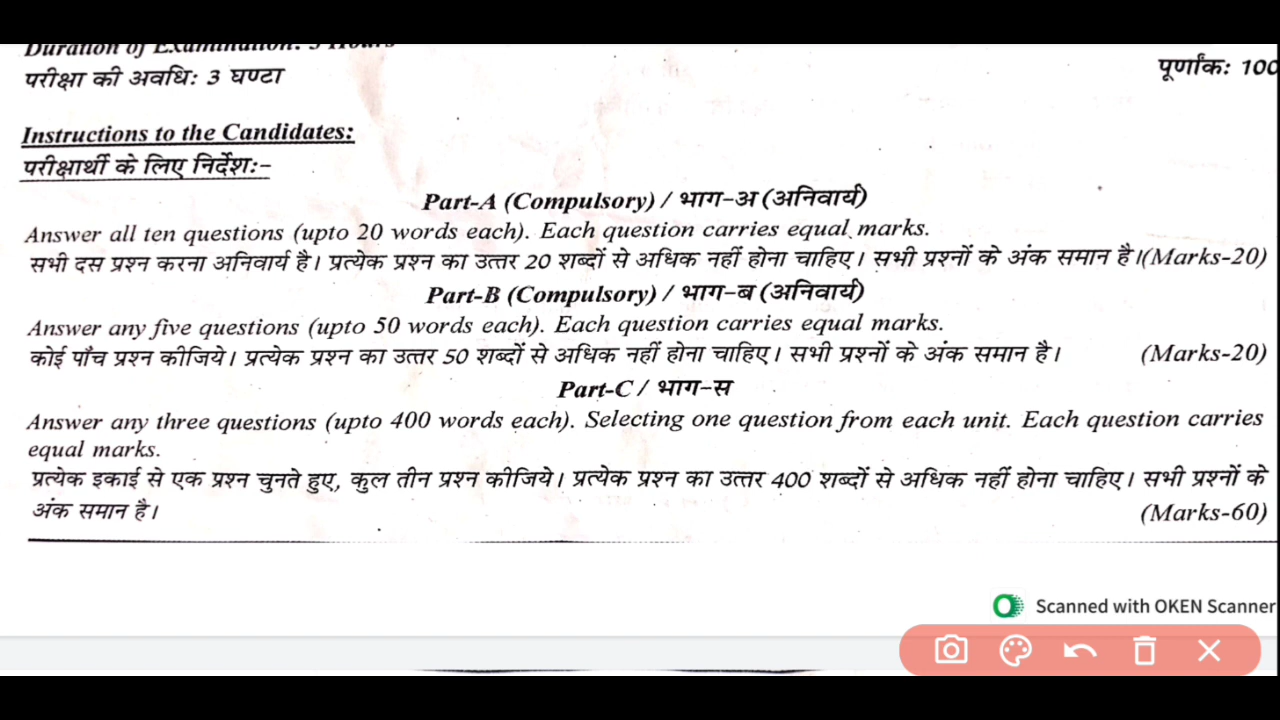 Duration of Examination: 3 Hours
परीक्षा की अवधि: 3 घण्टा
पूर्णांक: 100
Instructions to the Candidates:
परीक्षार्थी के लिए निर्देश:-
Part-A (Compulsory) / भाग-अ (अनिवार्य)
Answer all ten questions (upto 20 words each). Each question carries equal marks.
सभी दस प्रश्न करना अनिवार्य है। प्रत्येक प्रश्न का उत्तर 20 शब्दों से अधिक नहीं होना चाहिए। सभी प्रश्नों के अंक समान है।(Marks-20)
Part-B (Compulsory) / भाग-ब (अनिवार्य)
Answer any five questions (upto 50 words each). Each question carries equal marks.
कोई पाँच प्रश्न कीजिये। प्रत्येक प्रश्न का उत्तर 50 शब्दों से अधिक नहीं होना चाहिए। सभी प्रश्नों के अंक समान है। (Marks-20)
Part-C / भाग-स
Answer any three questions (upto 400 words each). Selecting one question from each unit. Each question carries
equal marks.
प्रत्येक इकाई से एक प्रश्न चुनते हुए, कुल तीन प्रश्न कीजिये। प्रत्येक प्रश्न का उत्तर 400 शब्दों से अधिक नहीं होना चाहिए। सभी प्रश्नों के
अंक समान है। (Marks-60)
Scanned with OKEN Scanner